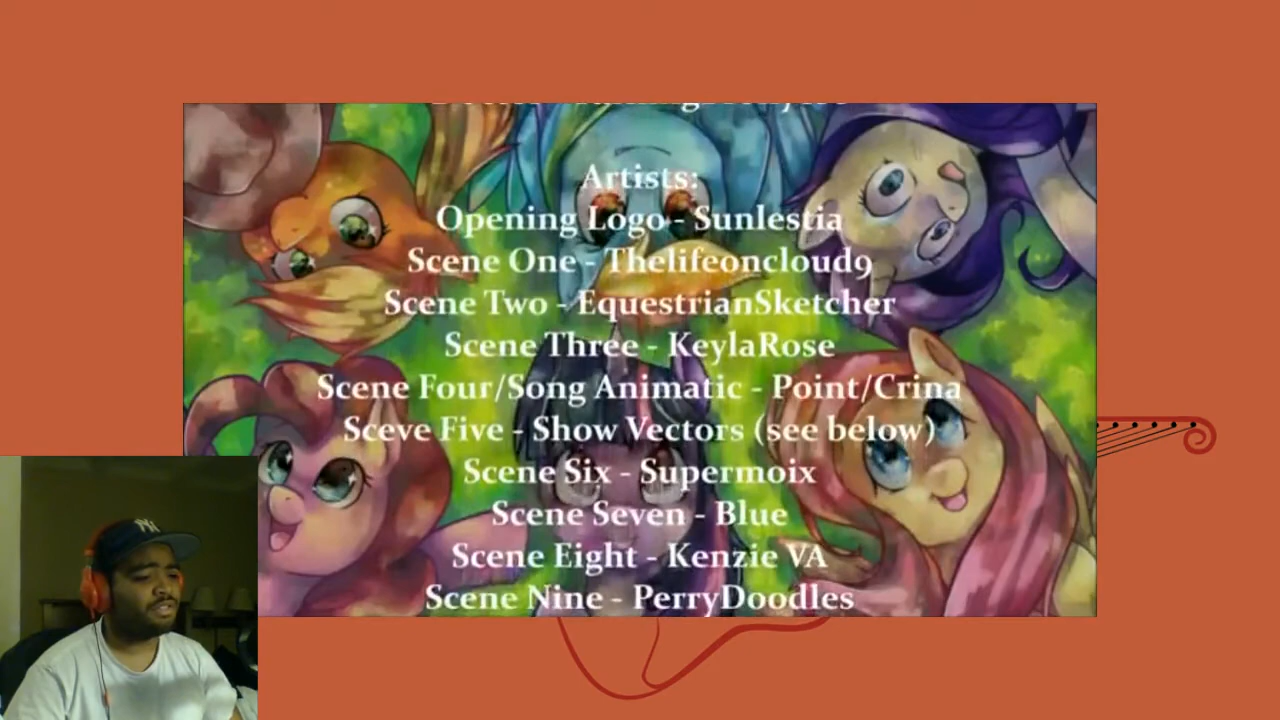 Artists:
Opening Logo - Sunlestia
Scene One - Thelifeoncloud9
Scene Two - EquestrianSketcher
Scene Three - KeylaRose
Scene Four/Song Animatic - Point/Crina
Sceve Five - Show Vectors (see below)
Scene Six - Supermoix
Scene Seven - Blue
Scene Eight - Kenzie VA
Scene Nine - PerryDoodles